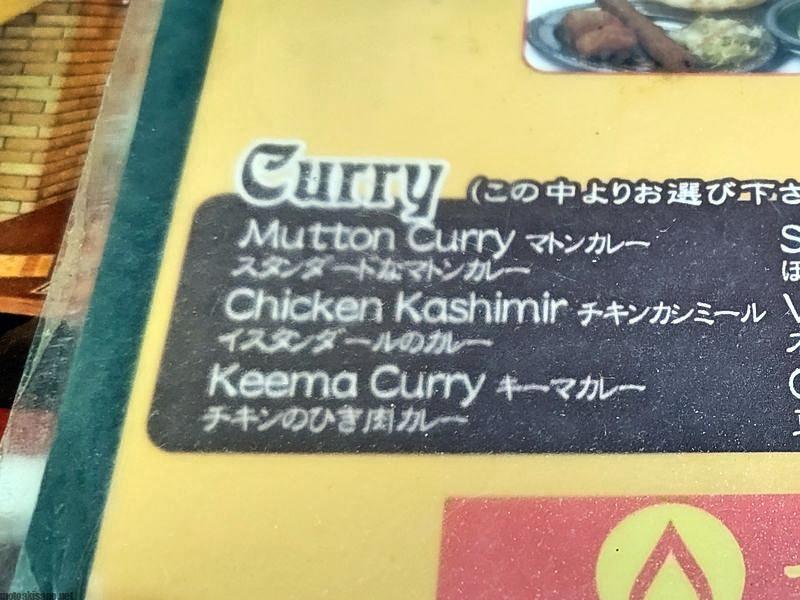 Curry (この中よりお選び下さ
Mutton Curry マトンカレー
スタンダードなマトンカレー
Chicken Kashimir チキンカシミール
イスタンダールのカレー
Keema Curry キーマカレー
チキンのひき肉カレー
motoakisano.net